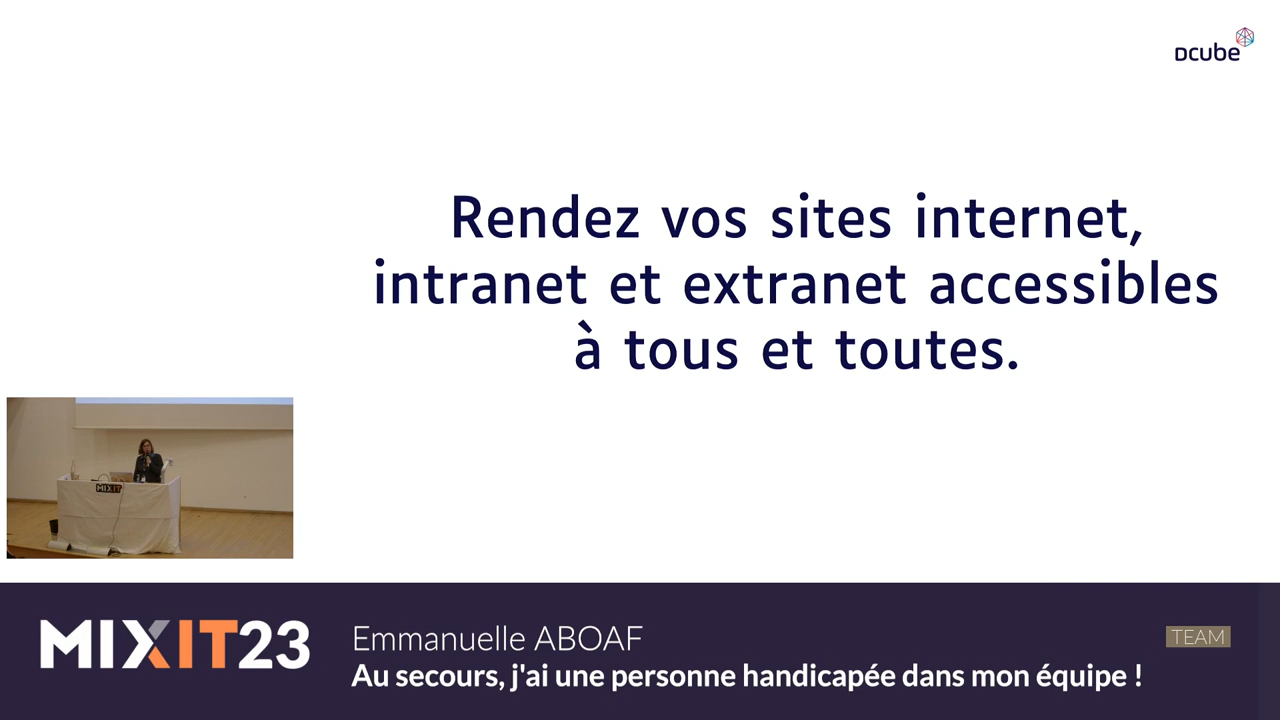 Dcube
Rendez vos sites internet,
intranet et extranet accessibles
à tous et toutes.
MIXIT
MIXIT23
Emmanuelle ABOAF
TEAM
Au secours, j'ai une personne handicapée dans mon équipe !